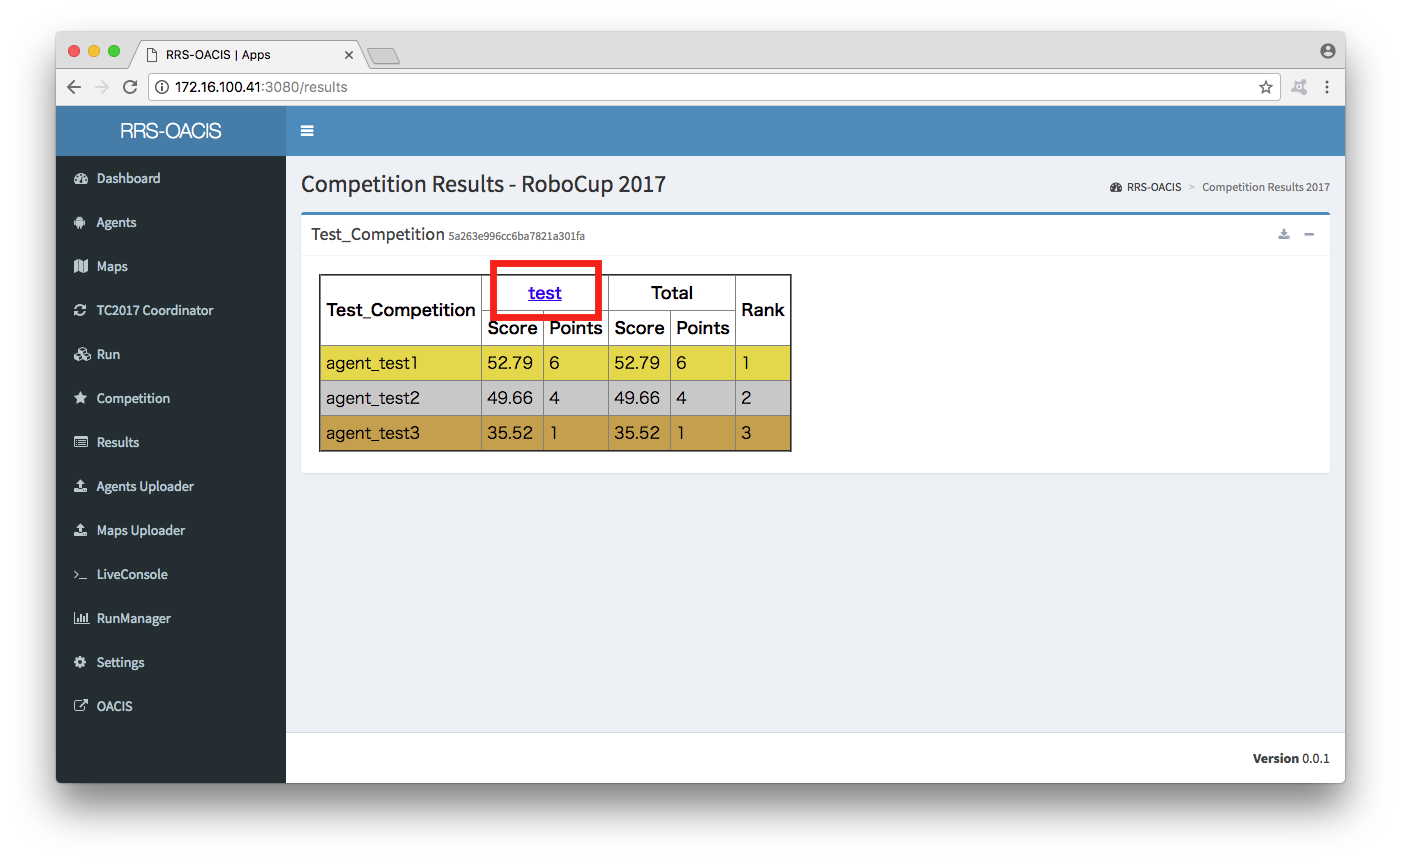 RRS-OACIS | Apps
172.16.100.41:3080/results
RRS-OACIS
Dashboard
Agents
Maps
TC2017 Coordinator
Run
Competition
Results
Agents Uploader
Maps Uploader
LiveConsole
RunManager
Settings
OACIS
Competition Results - RoboCup 2017
RRS-OACIS > Competition Results 2017
Test_Competition 5a263e996cc6ba7821a301fa
Test_Competition test Total Rank
Score Points Score Points
agent_test1 52.79 6 52.79 6 1
agent_test2 49.66 4 49.66 4 2
agent_test3 35.52 1 35.52 1 3
Version 0.0.1